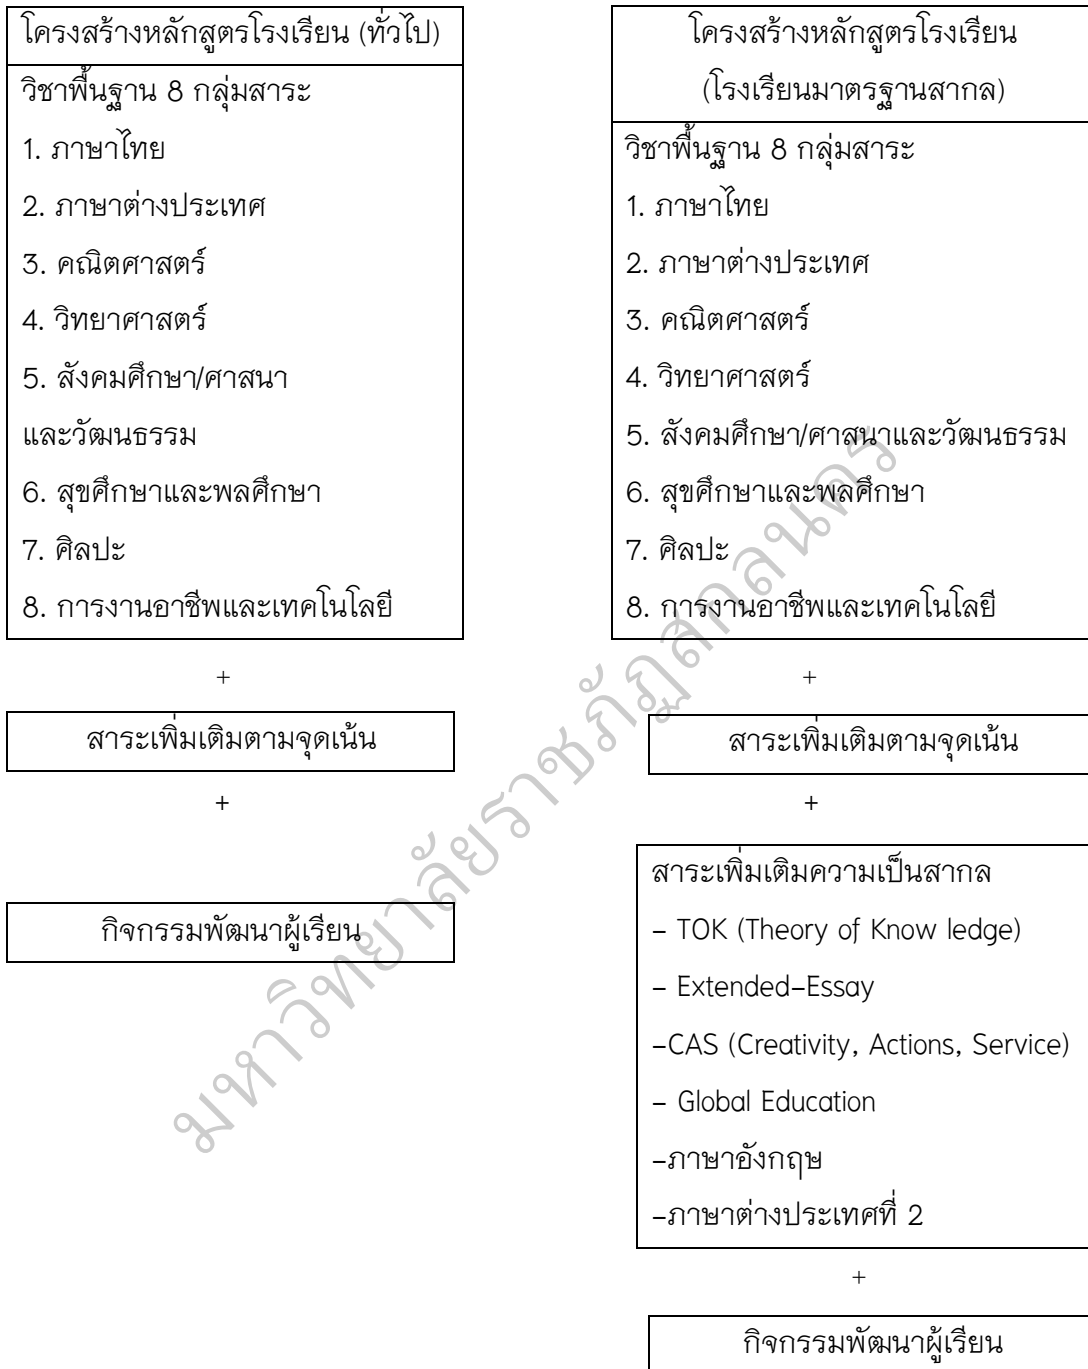 โครงสร้างหลักสูตรโรงเรียน (ทั่วไป)
วิชาพื้นฐาน 8 กลุ่มสาระ
1. ภาษาไทย
2. ภาษาต่างประเทศ
3. คณิตศาสตร์
4. วิทยาศาสตร์
5. สังคมศึกษา/ศาสนา
และวัฒนธรรม
6. สุขศึกษาและพลศึกษา
7. ศิลปะ
8. การงานอาชีพและเทคโนโลยี
+
สาระเพิ่มเติมตามจุดเน้น
+
กิจกรรมพัฒนาผู้เรียน
โครงสร้างหลักสูตรโรงเรียน
(โรงเรียนมาตรฐานสากล)
วิชาพื้นฐาน 8 กลุ่มสาระ
1. ภาษาไทย
2. ภาษาต่างประเทศ
3. คณิตศาสตร์
4. วิทยาศาสตร์
5. สังคมศึกษา/ศาสนาและวัฒนธรรม
6. สุขศึกษาและพลศึกษา
7. ศิลปะ
8. การงานอาชีพและเทคโนโลยี
+
สาระเพิ่มเติมตามจุดเน้น
+
สาระเพิ่มเติมความเป็นสากล
- TOK (Theory of Know ledge)
- Extended-Essay
-CAS (Creativity, Actions, Service)
- Global Education
-ภาษาอังกฤษ
-ภาษาต่างประเทศที่ 2
+
กิจกรรมพัฒนาผู้เรียน
มหาวิทยาลัยราชภัฏสกลนคร